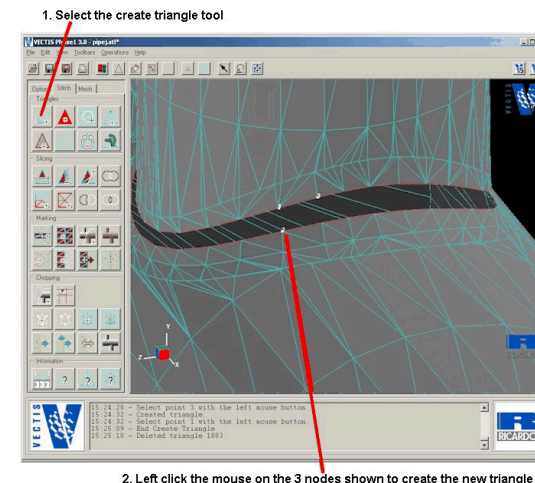 1. Select the create triangle tool
VECTIS Phase1 3.8 - pipej.stl*
File Edit View Toolbars Operations Help
Options Stitch Mesh
Triangles
Slicing
Marking
Chopping
Information
Y
Z
X
VECTIS
15:24:28 - Select point 3 with the left mouse button
15:24:32 - Created triangle
15:24:32 - Select point 1 with the left mouse button
15:25:09 - End Create Triangle
15:25:10 - Deleted triangle 1883.
RICARDO
2. Left click the mouse on the 3 nodes shown to create the new triangle